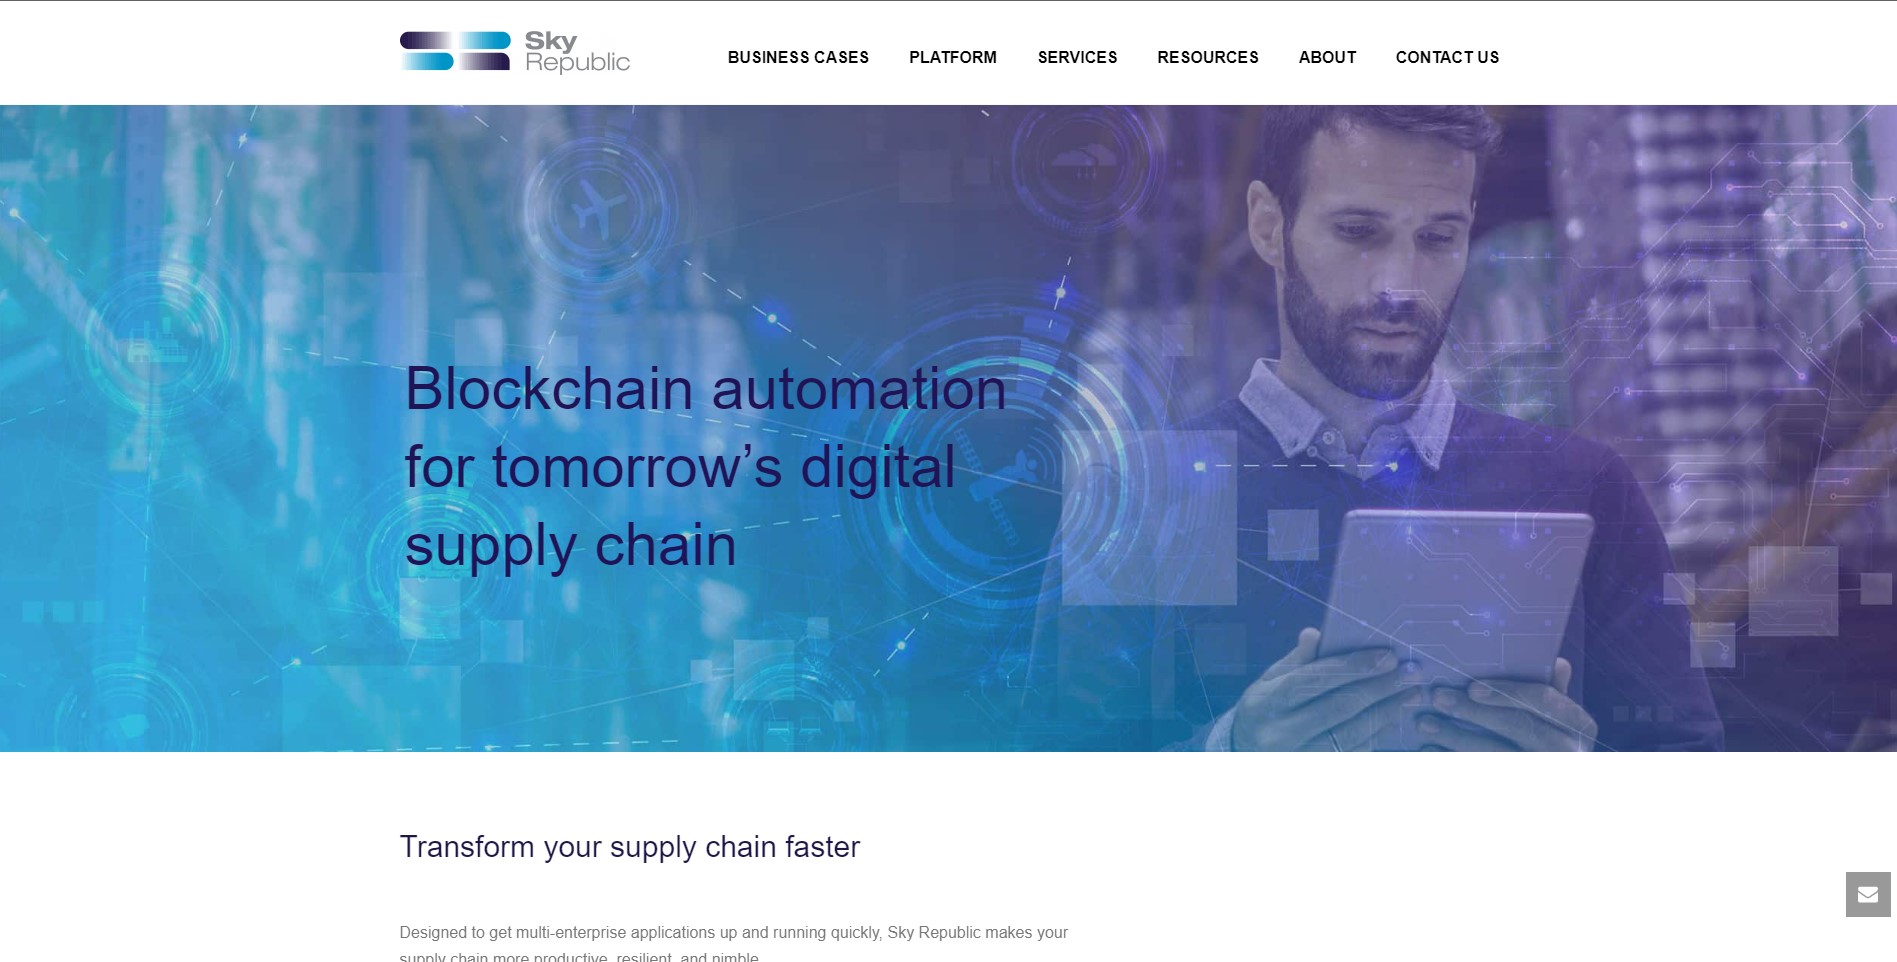 Sky
Republic
BUSINESS CASES PLATFORM SERVICES RESOURCES ABOUT CONTACT US
Blockchain automation
for tomorrow’s digital
supply chain
Transform your supply chain faster
Designed to get multi-enterprise applications up and running quickly, Sky Republic makes your
supply chain more productive, resilient, and nimble.